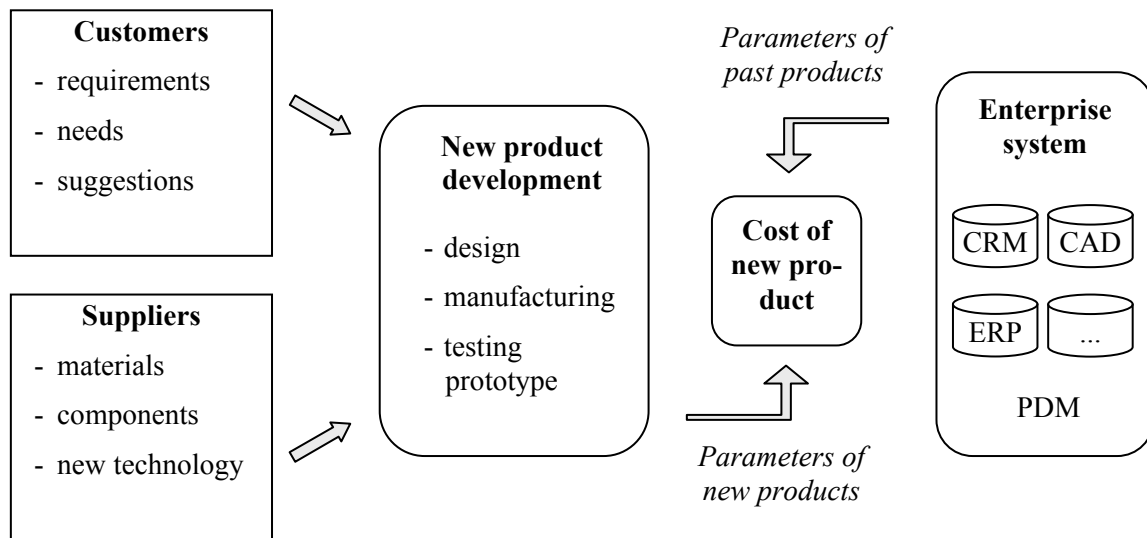 Customers
- requirements
- needs
- suggestions
Suppliers
- materials
- components
- new technology
New product
development
- design
- manufacturing
- testing
prototype
Parameters of
past products
Cost of
new pro-
duct
Parameters of
new products
Enterprise
system
CRM CAD
ERP ...
PDM